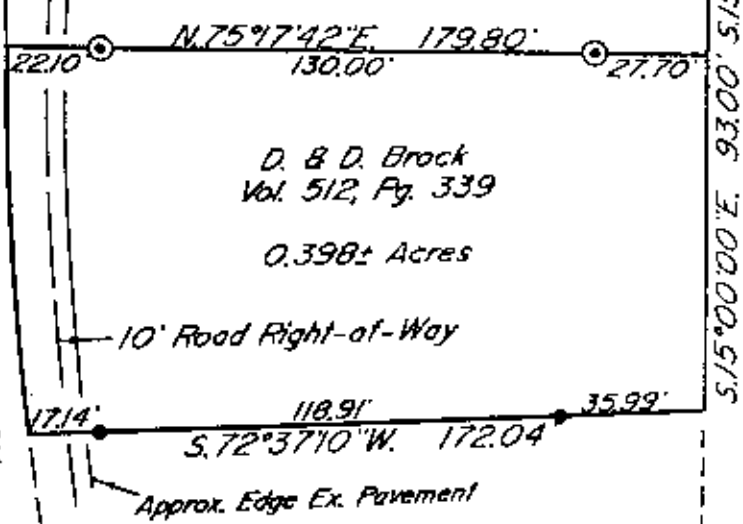 N.75°17'42"E. 179.80'
22.10' 130.00' 27.70'
D. & D. Brock
Vol. 512, Pg. 339
0.398± Acres
S.15°00'00"E. 93.00'
10' Road Right-of-Way
17.14' 118.91' 35.99'
S.72°37'10"W. 172.04
Approx. Edge Ex. Pavement